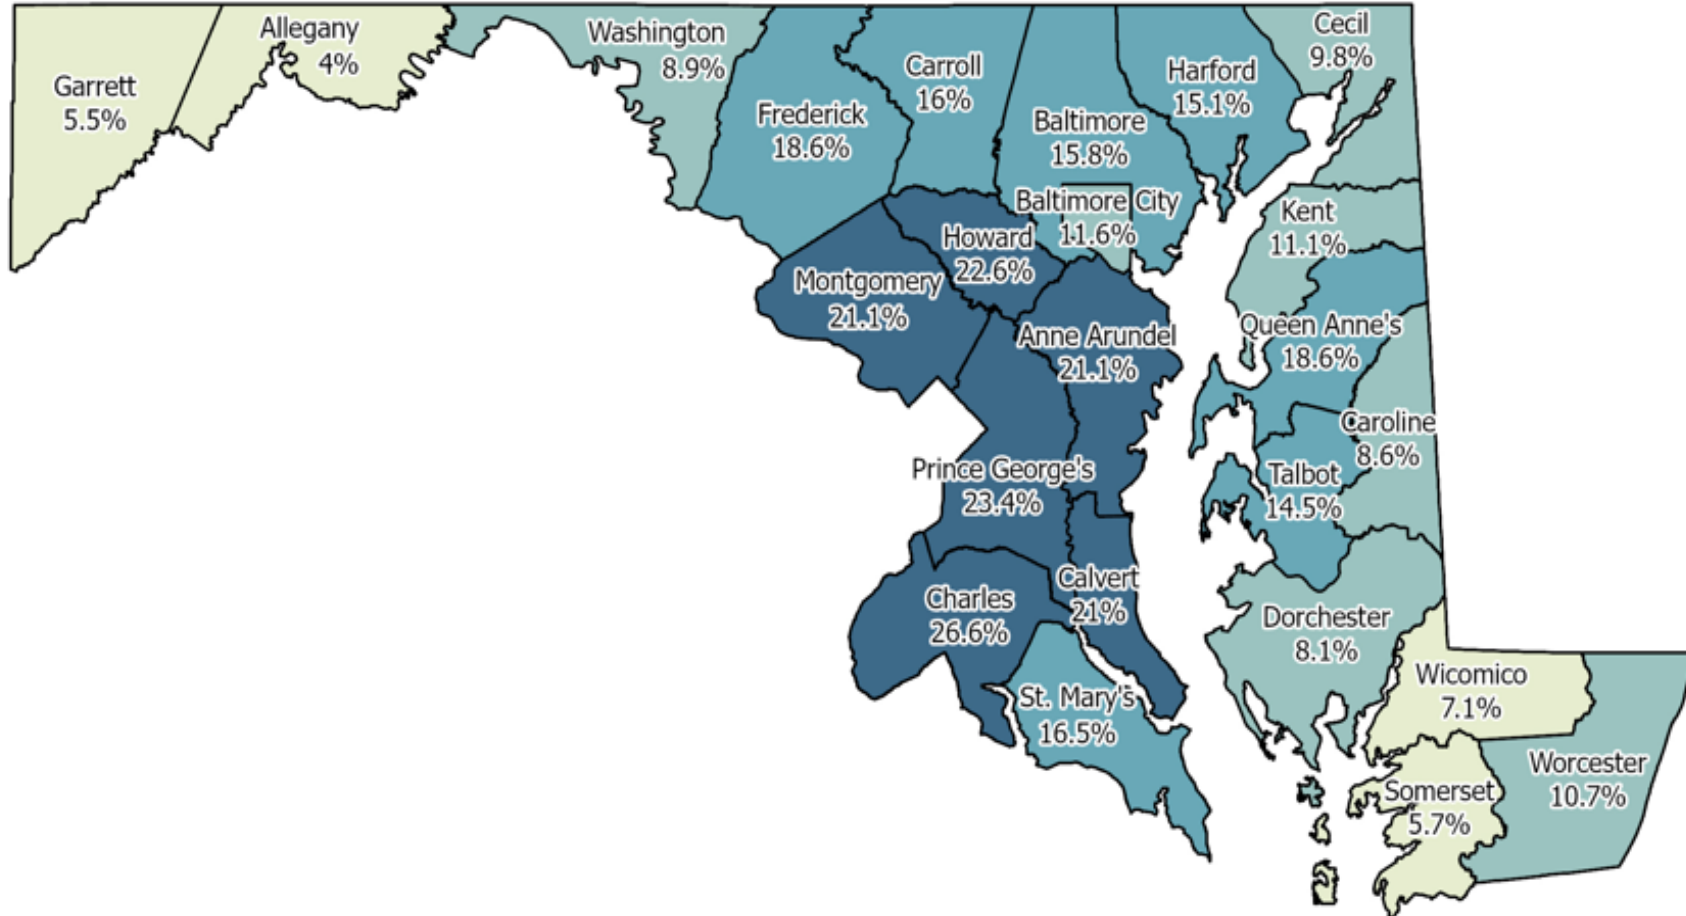 Garrett
5.5%
Allegany
4%
Washington
8.9%
Frederick
18.6%
Carroll
16%
Baltimore
15.8%
Harford
15.1%
Cecil
9.8%
Baltimore City
11.6%
Howard
22.6%
Montgomery
21.1%
Kent
11.1%
Anne Arundel
21.1%
Queen Anne's
18.6%
Caroline
8.6%
Talbot
14.5%
Prince George's
23.4%
Charles
26.6%
Calvert
21%
Dorchester
8.1%
St. Mary's
16.5%
Wicomico
7.1%
Somerset
5.7%
Worcester
10.7%